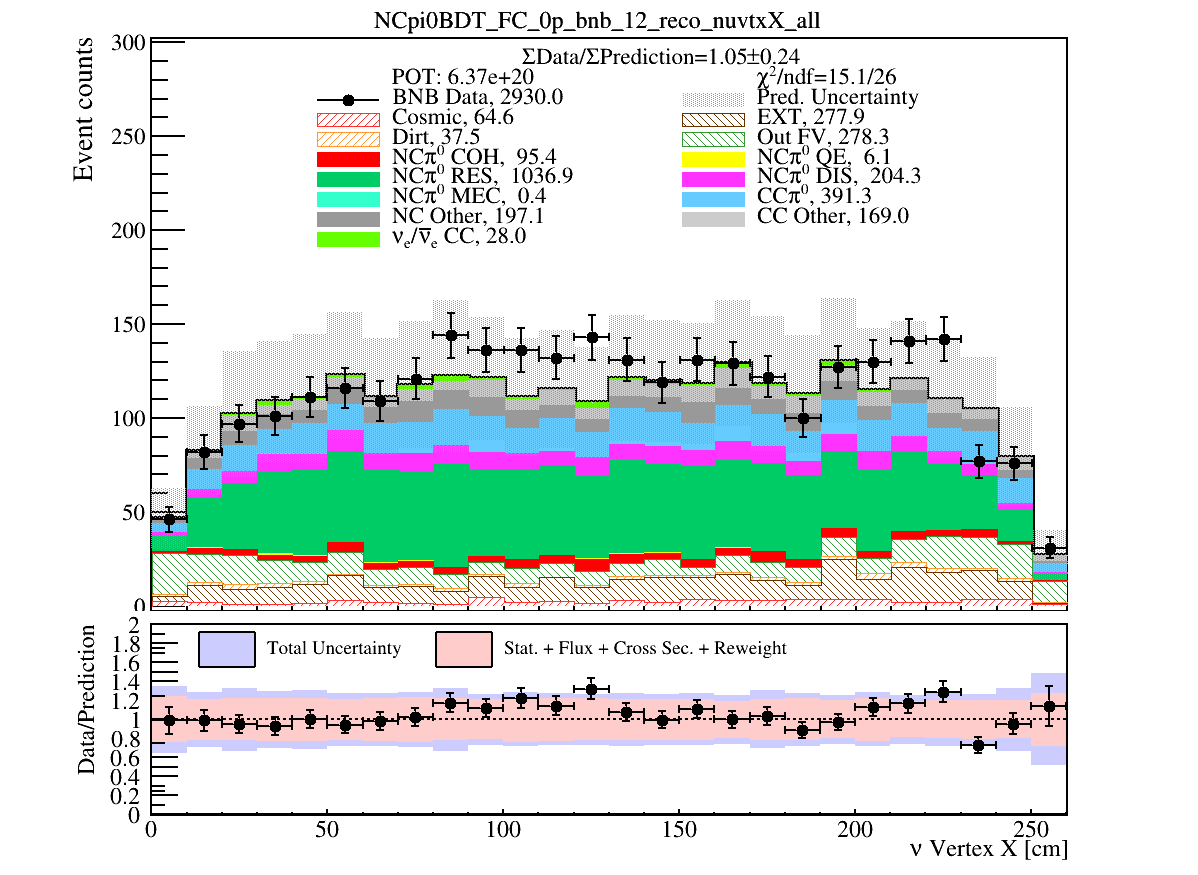 NCpi0BDT_FC_0p_bnb_12_reco_nuvtxX_all
ΣData/ΣPrediction=1.05±0.24
POT: 6.37e+20 χ²/ndf=15.1/26
BNB Data, 2930.0 Pred. Uncertainty
Cosmic, 64.6 EXT, 277.9
Dirt, 37.5 Out FV, 278.3
NCπ⁰ COH, 95.4 NCπ⁰ QE, 6.1
NCπ⁰ RES, 1036.9 NCπ⁰ DIS, 204.3
NCπ⁰ MEC, 0.4 CCπ⁰, 391.3
NC Other, 197.1 CC Other, 169.0
νₑ/ν̅ₑ CC, 28.0
Event counts
300
250
200
150
100
50
0
Total Uncertainty Stat. + Flux + Cross Sec. + Reweight
Data/Prediction
2
1.8
1.6
1.4
1.2
1
0.8
0.6
0.4
0.2
0
0 50 100 150 200 250
ν Vertex X [cm]